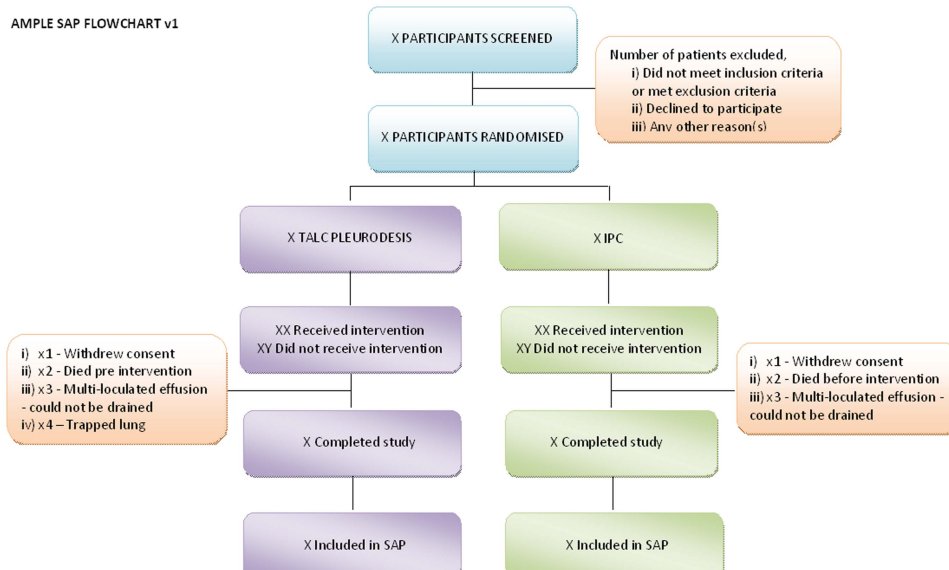 AMPLE SAP FLOWCHART v1
X PARTICIPANTS SCREENED
Number of patients excluded,
i) Did not meet inclusion criteria
or met exclusion criteria
ii) Declined to participate
iii) Any other reason(s)
X PARTICIPANTS RANDOMISED
X TALC PLEURODESIS
X IPC
XX Received intervention
XY Did not receive intervention
XX Received intervention
XY Did not receive intervention
i) x1 - Withdrew consent
ii) x2 - Died pre intervention
iii) x3 - Multi-loculated effusion
- could not be drained
iv) x4 – Trapped lung
i) x1 - Withdrew consent
ii) x2 - Died before intervention
iii) x3 - Multi-loculated effusion -
could not be drained
X Completed study
X Completed study
X Included in SAP
X Included in SAP